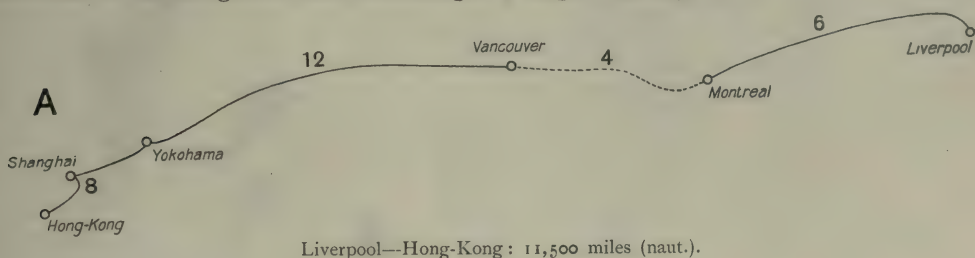 Vancouver
12
4
6
Liverpool
Montreal
A
Shanghai
Yokohama
8
Hong-Kong
Liverpool—Hong-Kong: 11,500 miles (naut.).